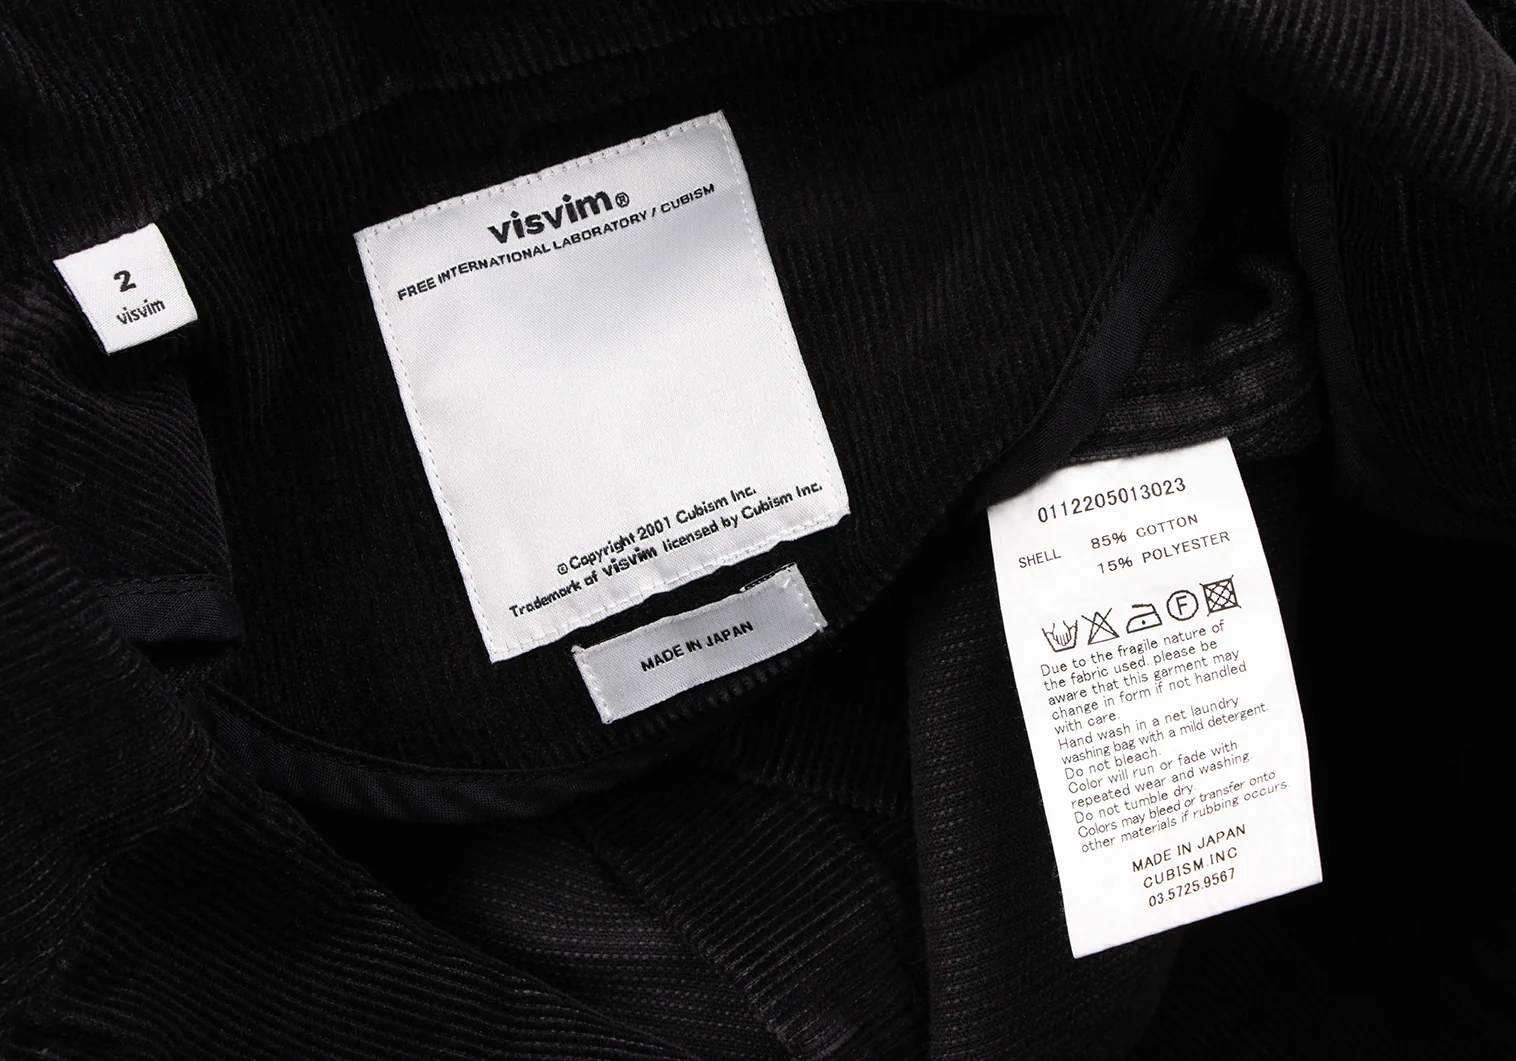 2
visvim
visvim®
FREE INTERNATIONAL LABORATORY / CUBISM
©Copyright 2001 Cubism Inc.
Trademark of visvim licensed by Cubism Inc.
MADE IN JAPAN
0112205013023
SHELL 85% COTTON
15% POLYESTER
F
Due to the fragile nature of
the fabric used. please be
aware that this garment may
change in form if not handled
with care.
Hand wash in a net laundry
washing bag with a mild detergent.
Do not bleach.
Color will run or fade with
repeated wear and washing.
Do not tumble dry.
Colors may bleed or transfer onto
other materials if rubbing occurs.
MADE IN JAPAN
CUBISM.INC
03.5725.9567